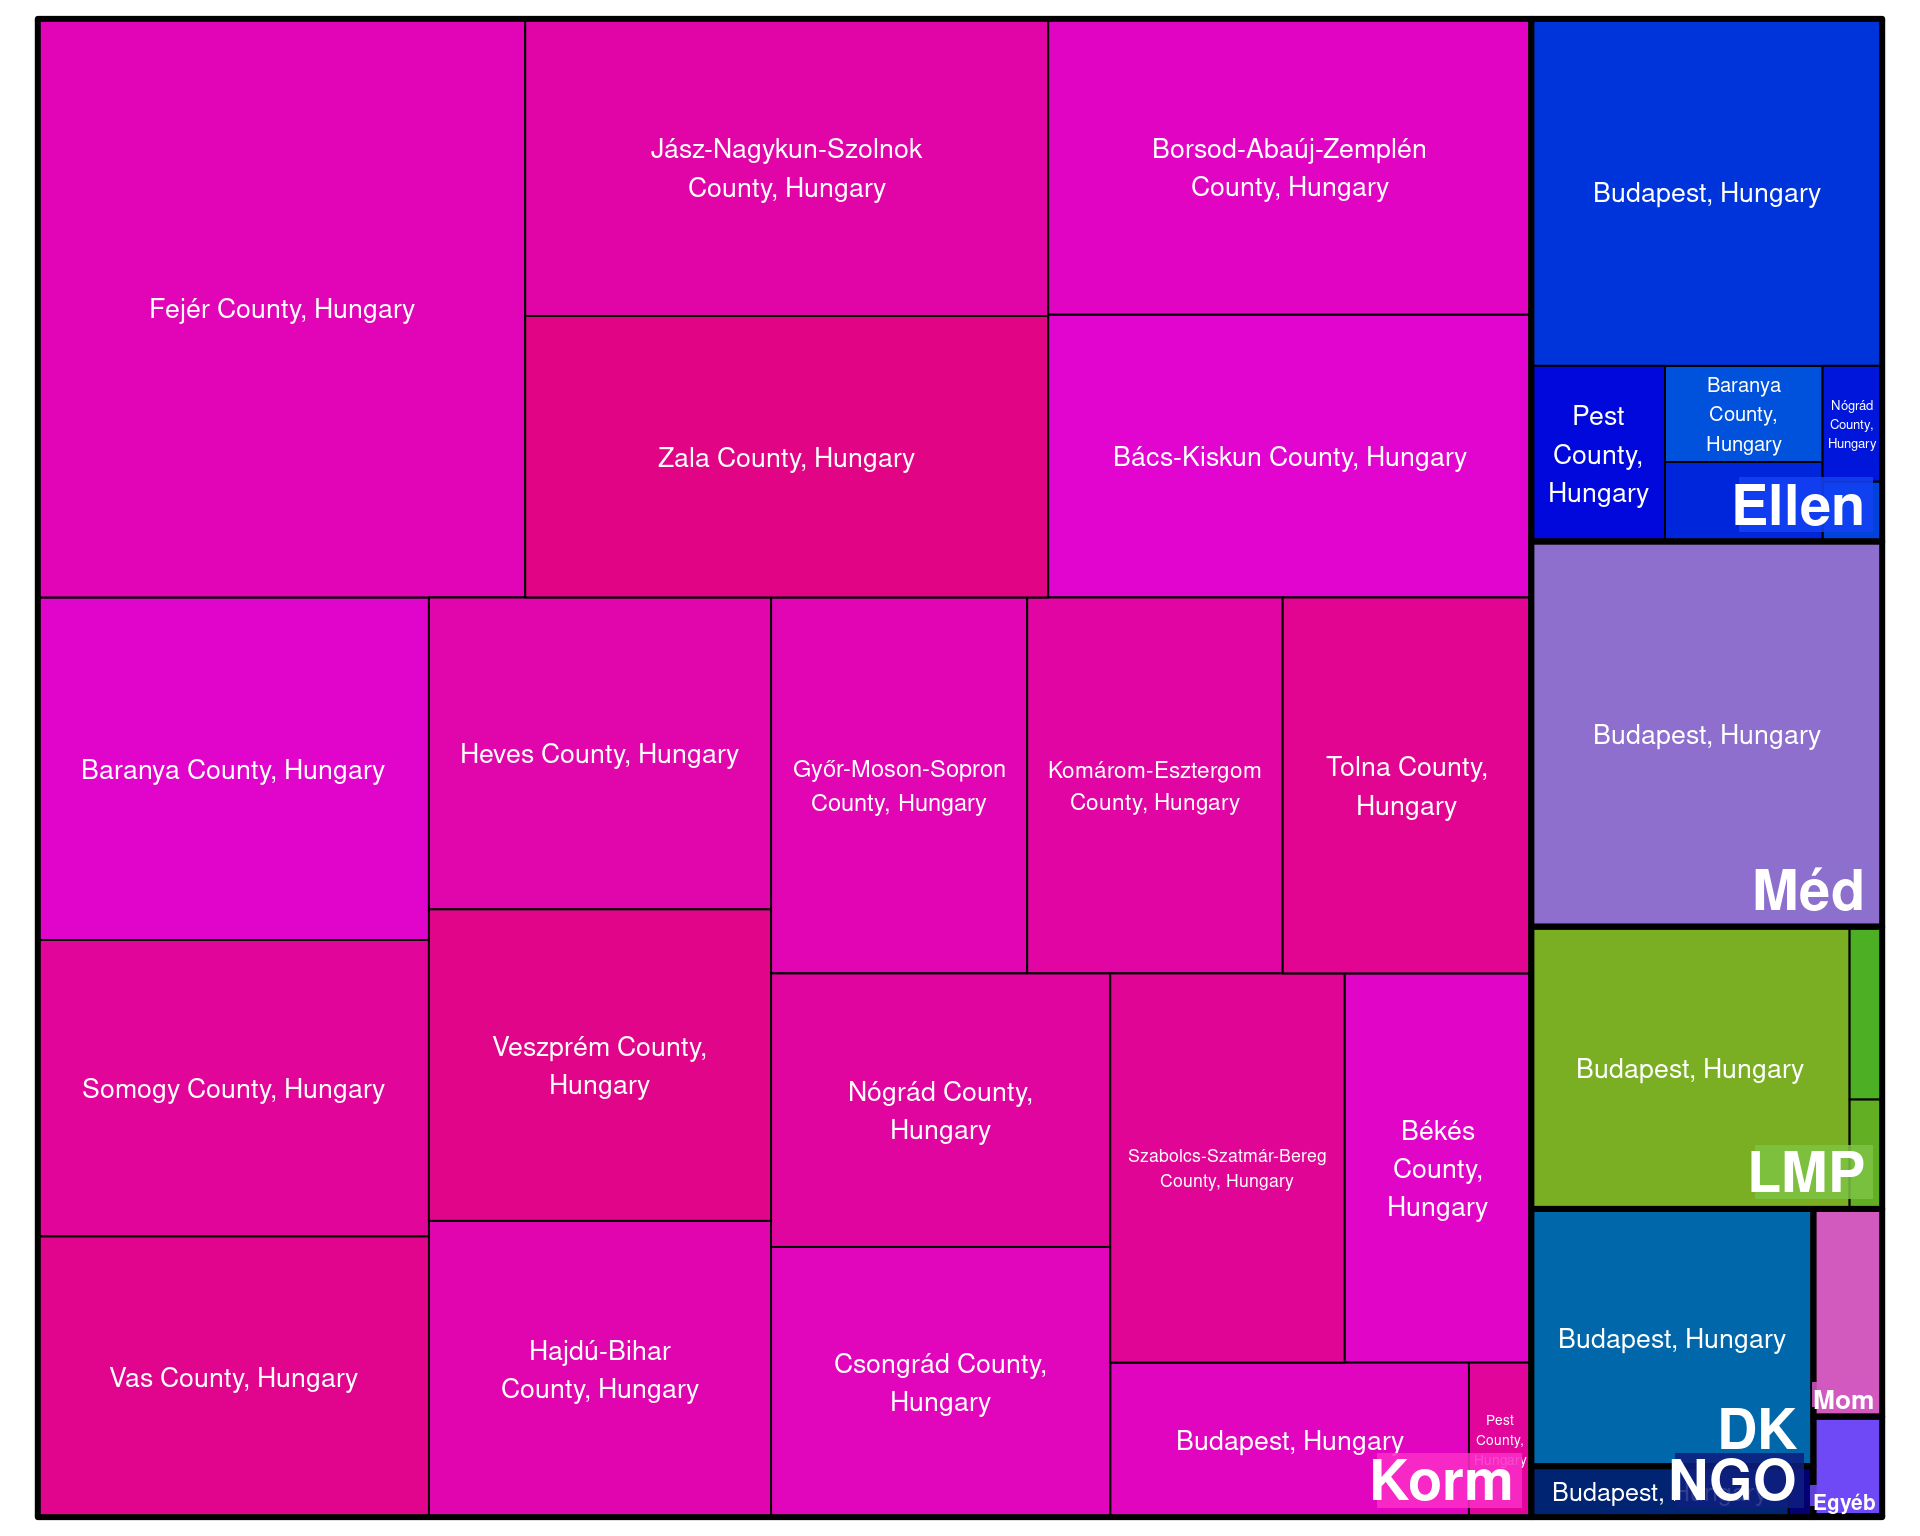 Fejér County, Hungary
Jász-Nagykun-Szolnok
County, Hungary
Borsod-Abaúj-Zemplén
County, Hungary
Zala County, Hungary
Bács-Kiskun County, Hungary
Baranya County, Hungary
Heves County, Hungary
Győr-Moson-Sopron
County, Hungary
Komárom-Esztergom
County, Hungary
Tolna County,
Hungary
Somogy County, Hungary
Veszprém County,
Hungary
Nógrád County,
Hungary
Szabolcs-Szatmár-Bereg
County, Hungary
Békés
County,
Hungary
Vas County, Hungary
Hajdú-Bihar
County, Hungary
Csongrád County,
Hungary
Budapest, Hungary
Pest
County,
Hungary
Korm
Budapest, Hungary
Pest
County,
Hungary
Baranya
County,
Hungary
Nógrád
County,
Hungary
Ellen
Budapest, Hungary
Méd
Budapest, Hungary
LMP
Budapest, Hungary
DK
Mom
Budapest, Hungary
NGO
Egyéb